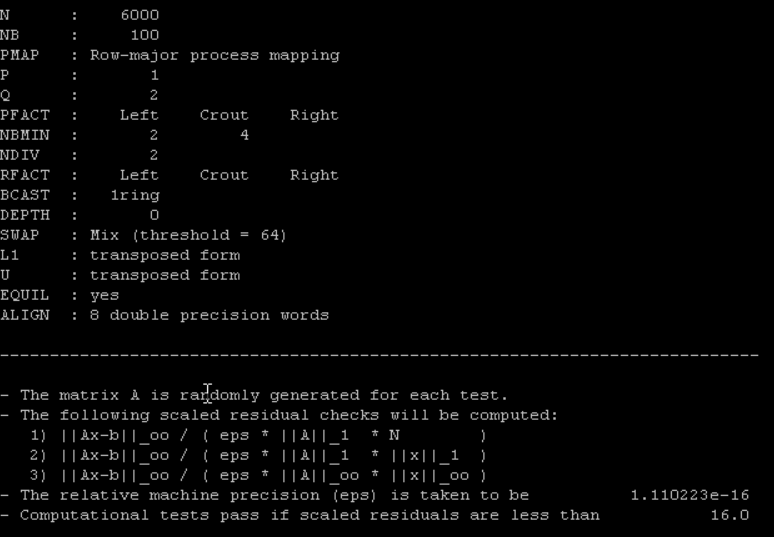 N      :    6000
NB     :     100
PMAP   : Row-major process mapping
P      :       1
Q      :       2
PFACT  :    Left    Crout    Right
NBMIN  :       2        4
NDIV   :       2
RFACT  :    Left    Crout    Right
BCAST  :   1ring
DEPTH  :       0
SWAP   : Mix (threshold = 64)
L1     : transposed form
U      : transposed form
EQUIL  : yes
ALIGN  : 8 double precision words
----------------------------------------------------------------------------
- The matrix A is randomly generated for each test.
- The following scaled residual checks will be computed:
   1) ||Ax-b||_oo / ( eps * ||A||_1  * N        )
   2) ||Ax-b||_oo / ( eps * ||A||_1  * ||x||_1  )
   3) ||Ax-b||_oo / ( eps * ||A||_oo * ||x||_oo )
- The relative machine precision (eps) is taken to be          1.110223e-16
- Computational tests pass if scaled residuals are less than           16.0